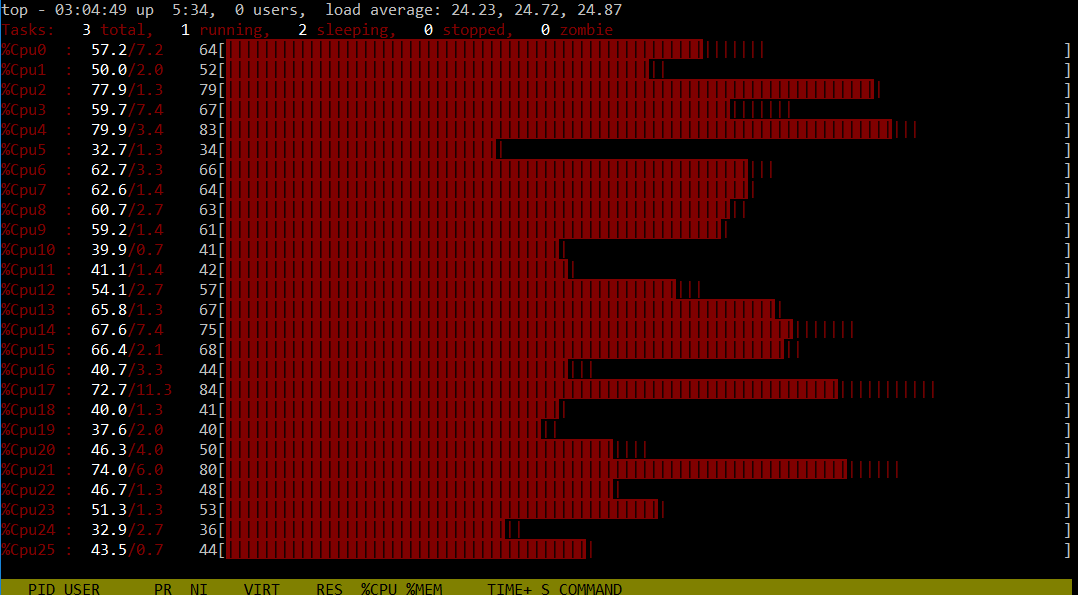 top - 03:04:49 up  5:34,  0 users,  load average: 24.23, 24.72, 24.87
Tasks:   3 total,   1 running,   2 sleeping,   0 stopped,   0 zombie
%Cpu0  :  57.2/7.2    64[||||||||||||||||||||||||||||||||||||||||||||||||||||||||||||                                 ]
%Cpu1  :  50.0/2.0    52[|||||||||||||||||||||||||||||||||||||||||||||||||                                            ]
%Cpu2  :  77.9/1.3    79[|||||||||||||||||||||||||||||||||||||||||||||||||||||||||||||||||||||||||                    ]
%Cpu3  :  59.7/7.4    67[|||||||||||||||||||||||||||||||||||||||||||||||||||||||||||||||                              ]
%Cpu4  :  79.9/3.4    83[|||||||||||||||||||||||||||||||||||||||||||||||||||||||||||||||||||||||||||||                ]
%Cpu5  :  32.7/1.3    34[|||||||||||||||||||||||||||||||                                                              ]
%Cpu6  :  62.7/3.3    66[|||||||||||||||||||||||||||||||||||||||||||||||||||||||||||||                                ]
%Cpu7  :  62.6/1.4    64[|||||||||||||||||||||||||||||||||||||||||||||||||||||||||||                                  ]
%Cpu8  :  60.7/2.7    63[||||||||||||||||||||||||||||||||||||||||||||||||||||||||||                                   ]
%Cpu9  :  59.2/1.4    61[||||||||||||||||||||||||||||||||||||||||||||||||||||||||                                     ]
%Cpu10 :  39.9/0.7    41[||||||||||||||||||||||||||||||||||||||                                                       ]
%Cpu11 :  41.1/1.4    42[|||||||||||||||||||||||||||||||||||||||                                                      ]
%Cpu12 :  54.1/2.7    57[|||||||||||||||||||||||||||||||||||||||||||||||||||||                                        ]
%Cpu13 :  65.8/1.3    67[||||||||||||||||||||||||||||||||||||||||||||||||||||||||||||||                               ]
%Cpu14 :  67.6/7.4    75[||||||||||||||||||||||||||||||||||||||||||||||||||||||||||||||||||||||                       ]
%Cpu15 :  66.4/2.1    68[||||||||||||||||||||||||||||||||||||||||||||||||||||||||||||||||                             ]
%Cpu16 :  40.7/3.3    44[|||||||||||||||||||||||||||||||||||||||||                                                    ]
%Cpu17 :  72.7/11.3   84[|||||||||||||||||||||||||||||||||||||||||||||||||||||||||||||||||||||||||||||||              ]
%Cpu18 :  40.0/1.3    41[||||||||||||||||||||||||||||||||||||||                                                       ]
%Cpu19 :  37.6/2.0    40[|||||||||||||||||||||||||||||||||||||                                                        ]
%Cpu20 :  46.3/4.0    50[|||||||||||||||||||||||||||||||||||||||||||||||                                              ]
%Cpu21 :  74.0/6.0    80[|||||||||||||||||||||||||||||||||||||||||||||||||||||||||||||||||||||||||||                  ]
%Cpu22 :  46.7/1.3    48[||||||||||||||||||||||||||||||||||||||||||||                                                 ]
%Cpu23 :  51.3/1.3    53[|||||||||||||||||||||||||||||||||||||||||||||||||                                            ]
%Cpu24 :  32.9/2.7    36[|||||||||||||||||||||||||||||||||                                                            ]
%Cpu25 :  43.5/0.7    44[|||||||||||||||||||||||||||||||||||||||||                                                    ]
PID USER      PR  NI    VIRT    RES  %CPU %MEM     TIME+ S COMMAND